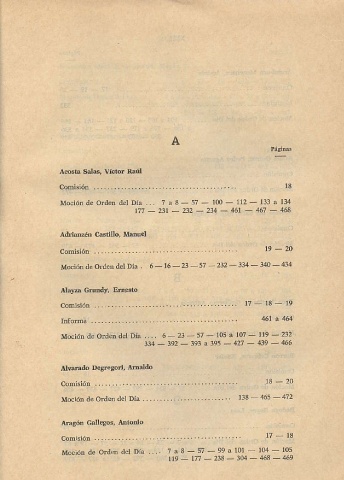 A
Páginas
Acosta Salas, Víctor Raúl
Comisión ........................................ 18
Moción de Orden del Día ... 7 a 8 — 57 — 100 — 112 — 133 a 134
177 — 231 — 232 — 234 — 461 — 467 — 468
Adrianzén Castillo, Manuel
Comisión ........................................ 19 — 20
Moción de Orden del Día . 6 — 16 — 23 — 57 — 232 — 334 — 340 — 434
Alayza Grundy, Ernesto
Comisión ........................................ 17 — 18 — 19
Informe ........................................ 461 a 464
Moción de Orden del Día ... 6 — 23 — 57 — 105 a 107 — 119 — 232
334 — 392 — 393 a 395 — 427 — 439 — 466
Alvarado Degregori, Arnaldo
Comisión ........................................ 18 — 20
Moción de Orden del Día ........................ 138 — 465 — 472
Aragón Gallegos, Antonio
Comisión ........................................ 17 — 18
Moción de Orden del Día .... 7 a 8 — 57 — 99 a 101 — 104 — 105
119 — 177 — 238 — 304 — 468 — 469